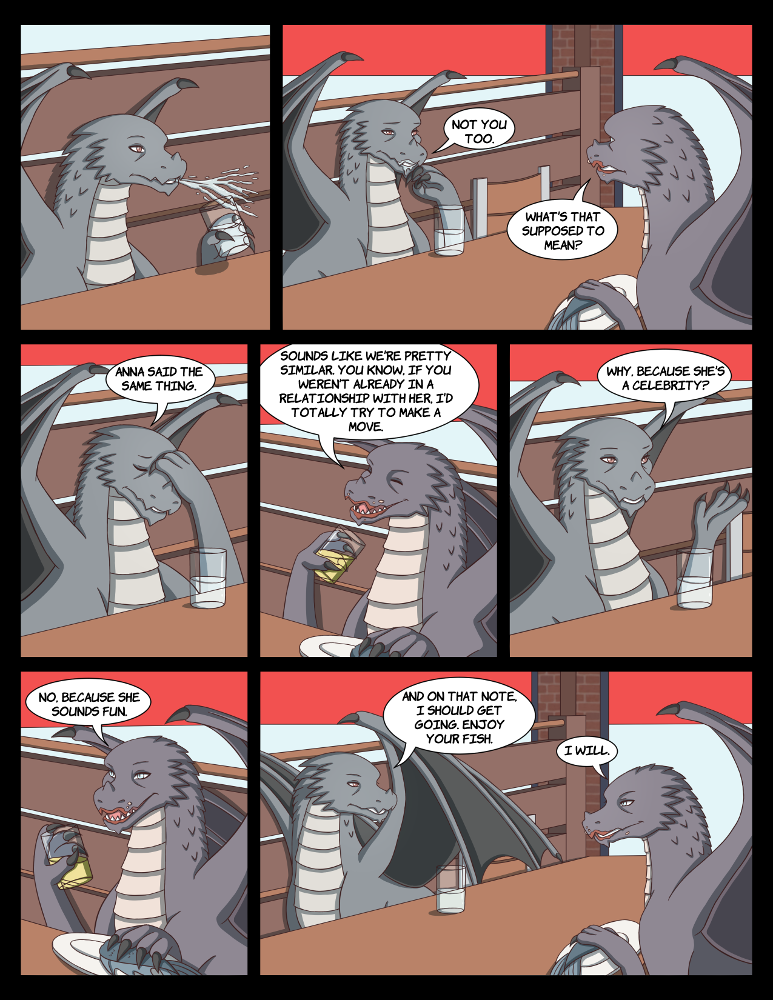 NOT YOU
TOO.
WHAT'S THAT
SUPPOSED TO
MEAN?
ANNA SAID THE
SAME THING.
SOUNDS LIKE WE'RE PRETTY
SIMILAR. YOU KNOW, IF YOU
WEREN'T ALREADY IN A
RELATIONSHIP WITH HER, I'D
TOTALLY TRY TO MAKE A
MOVE.
WHY, BECAUSE SHE'S
A CELEBRITY?
NO, BECAUSE SHE
SOUNDS FUN.
AND ON THAT NOTE,
I SHOULD GET
GOING. ENJOY
YOUR FISH.
I WILL.